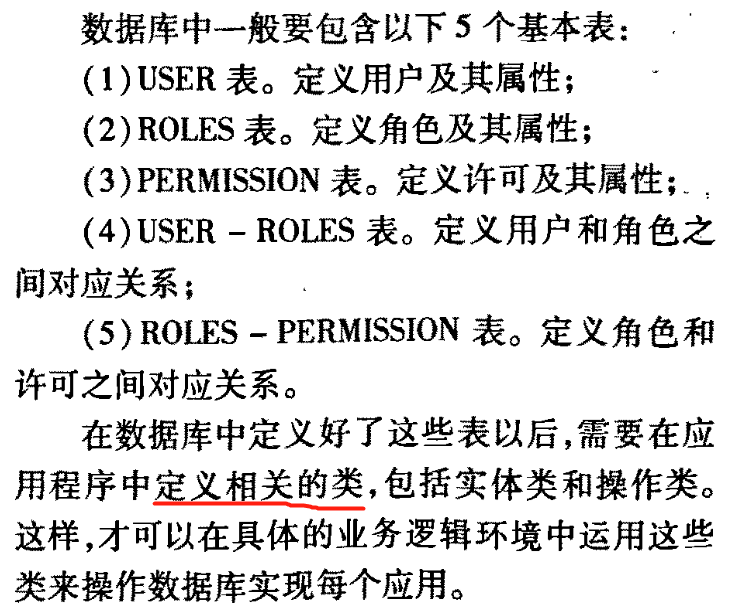 数据库中一般要包含以下5个基本表:
(1)USER 表。定义用户及其属性;
(2)ROLES 表。定义角色及其属性;
(3)PERMISSION 表。定义许可及其属性;
(4)USER – ROLES 表。定义用户和角色之
间对应关系;
(5)ROLES – PERMISSION 表。定义角色和
许可之间对应关系。
在数据库中定义好了这些表以后,需要在应
用程序中定义相关的类,包括实体类和操作类。
这样,才可以在具体的业务逻辑环境中运用这些
类来操作数据库实现每个应用。